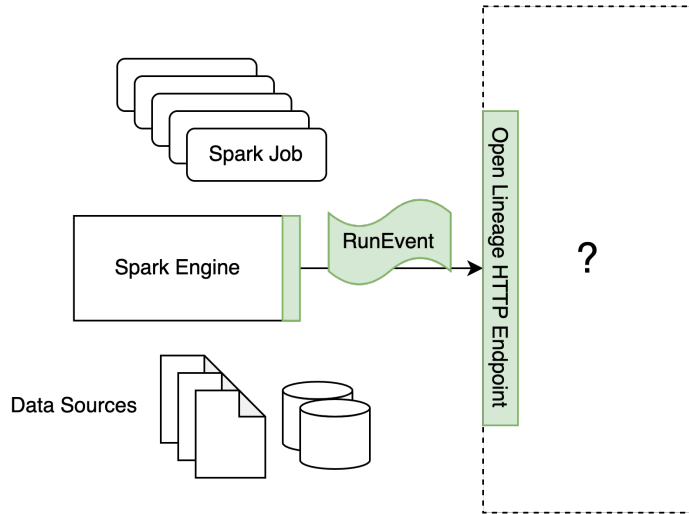 Spark Job
Spark Engine
RunEvent
Open Lineage HTTP Endpoint
?
Data Sources